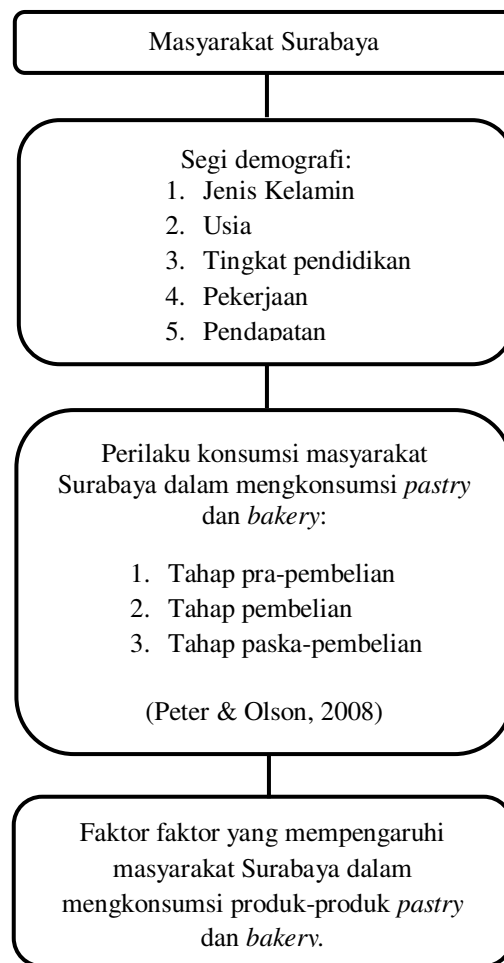 Masyarakat Surabaya
Segi demografi:
1. Jenis Kelamin
2. Usia
3. Tingkat pendidikan
4. Pekerjaan
5. Pendapatan
Perilaku konsumsi masyarakat
Surabaya dalam mengkonsumsi pastry
dan bakery:
1. Tahap pra-pembelian
2. Tahap pembelian
3. Tahap paska-pembelian
(Peter & Olson, 2008)
Faktor faktor yang mempengaruhi
masyarakat Surabaya dalam
mengkonsumsi produk-produk pastry
dan bakery.